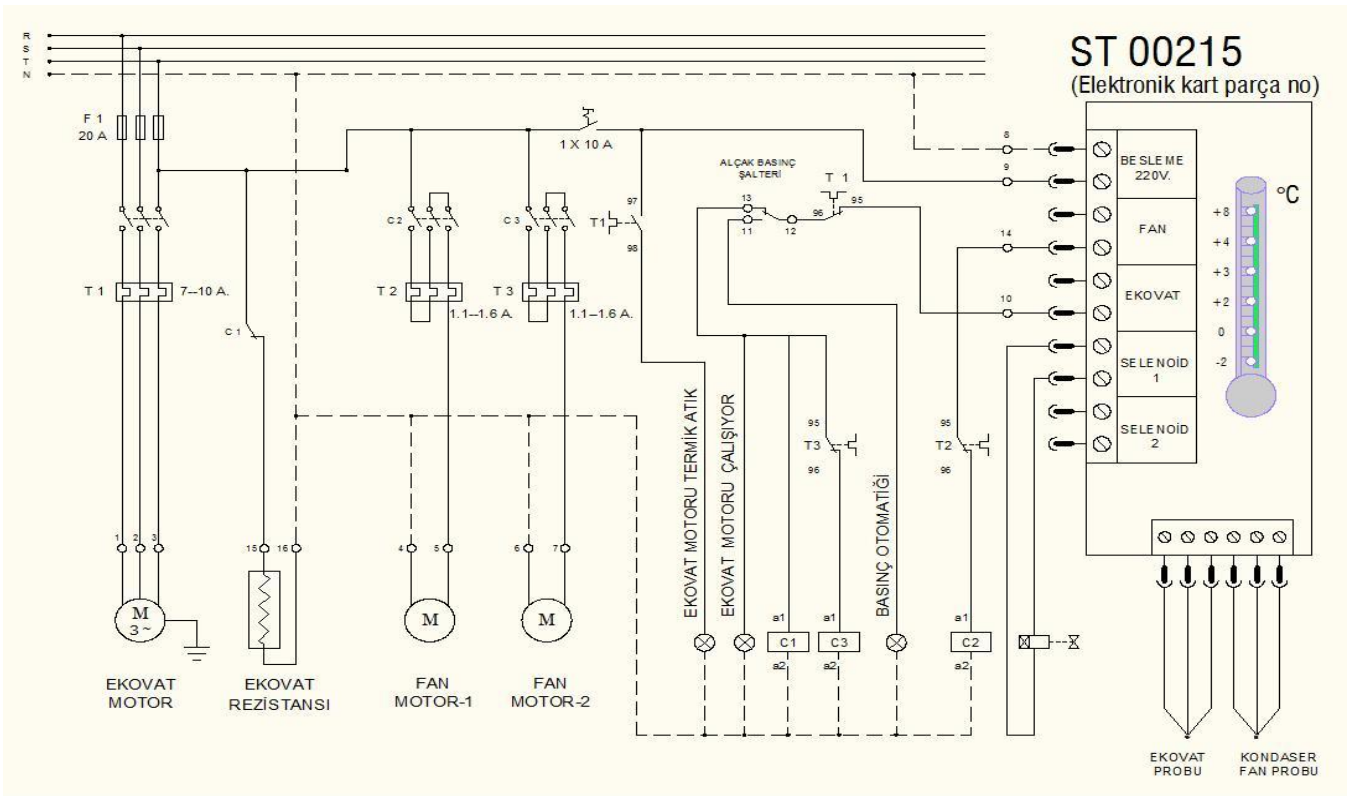 R
S
T
N
ST 00215
(Elektronik kart parça no)
F 1
20 A
1 X 10 A
ALÇAK BASINÇ
ŞALTERİ
T 1
13
11
12
96
95
8
9
14
10
BESLEME
220V.
FAN
EKOVAT
SELENOİD
1
SELENOİD
2
°C
+8
+4
+3
+2
0
-2
C 2
C 3
T1
97
98
T 1
7--10 A.
T 2
1.1--1.6 A.
T 3
1.1--1.6 A.
C 1
EKOVAT MOTORU TERMİK ATIK
EKOVAT MOTORU ÇALIŞIYOR
BASINÇ OTOMATİĞİ
95
T3
96
95
T2
96
1
2
3
15
16
4
5
6
7
M
3 ~
M
M
a1
C1
a2
a1
C3
a2
a1
C2
a2
EKOVAT
MOTOR
EKOVAT
REZİSTANSI
FAN
MOTOR-1
FAN
MOTOR-2
EKOVAT
PROBU
KONDASER
FAN PROBU